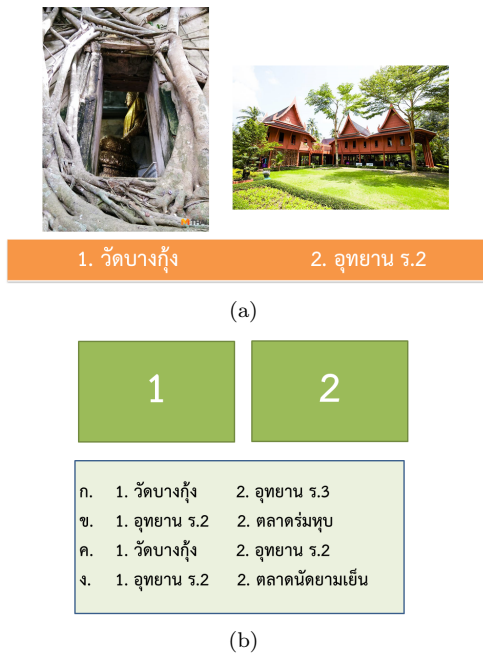 1. วัดบางกุ้ง 2. อุทยาน ร.2
(a)
1 2
ก. 1. วัดบางกุ้ง 2. อุทยาน ร.3
ข. 1. อุทยาน ร.2 2. ตลาดร่มหุบ
ค. 1. วัดบางกุ้ง 2. อุทยาน ร.2
ง. 1. อุทยาน ร.2 2. ตลาดนัดยามเย็น
(b)